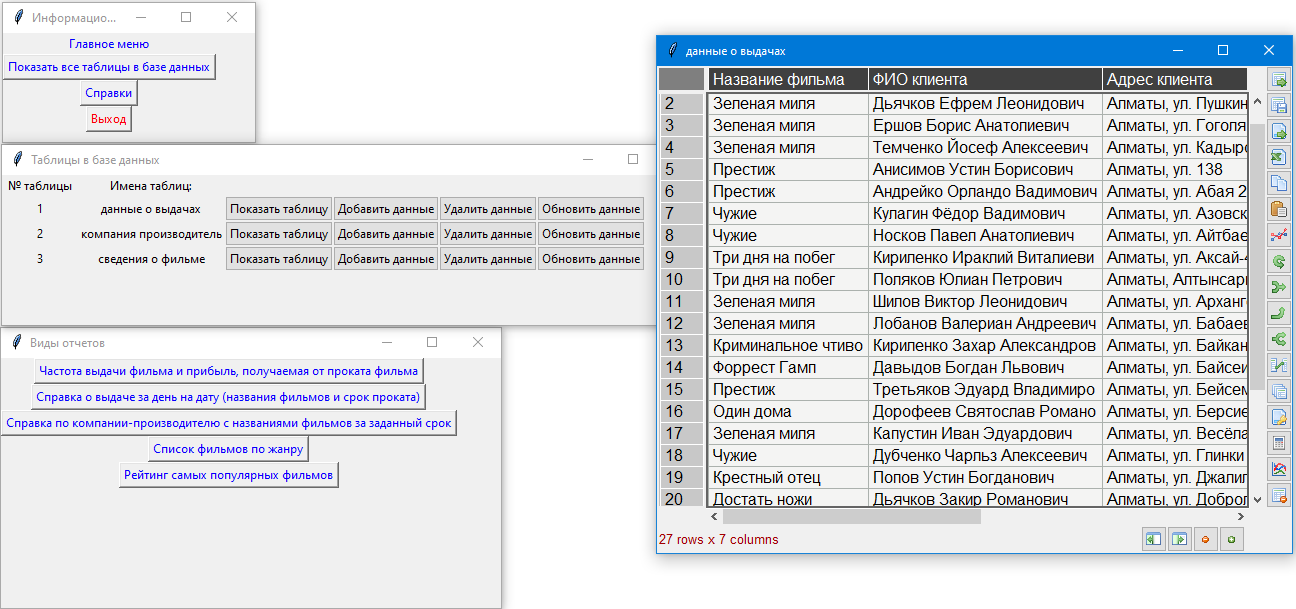 Информацио...
Главное меню
Показать все таблицы в базе данных
Справки
Выход
Таблицы в базе данных
№ таблицы Имена таблиц:
1 данные о выдачах Показать таблицу Добавить данные Удалить данные Обновить данные
2 компания производитель Показать таблицу Добавить данные Удалить данные Обновить данные
3 сведения о фильме Показать таблицу Добавить данные Удалить данные Обновить данные
Виды отчетов
Частота выдачи фильма и прибыль, получаемая от проката фильма
Справка о выдаче за день на дату (названия фильмов и срок проката)
Справка по компании-производителю с названиями фильмов за заданный срок
Список фильмов по жанру
Рейтинг самых популярных фильмов
данные о выдачах
Название фильма ФИО клиента Адрес клиента
2 Зеленая миля Дьячков Ефрем Леонидович Алматы, ул. Пушкин
3 Зеленая миля Ершов Борис Анатолиевич Алматы, ул. Гоголя
4 Зеленая миля Темченко Йосеф Алексеевич Алматы, ул. Кадыро
5 Престиж Анисимов Устин Борисович Алматы, ул. 138
6 Престиж Андрейко Орландо Вадимович Алматы, ул. Абая 2
7 Чужие Кулагин Фёдор Вадимович Алматы, ул. Азовск
8 Чужие Носков Павел Анатолиевич Алматы, ул. Айтбае
9 Три дня на побег Кириленко Ираклий Виталиеви Алматы, ул. Аксай-4
10 Три дня на побег Поляков Юлиан Петрович Алматы, Алтынсари
11 Зеленая миля Шилов Виктор Леонидович Алматы, ул. Арханг
12 Зеленая миля Лобанов Валериан Андреевич Алматы, ул. Бабаев
13 Криминальное чтиво Кириленко Захар Александров Алматы, ул. Байкан
14 Форрест Гамп Давыдов Богдан Львович Алматы, ул. Байсеи
15 Престиж Третьяков Эдуард Владимиро Алматы, ул. Бейсем
16 Один дома Дорофеев Святослав Романо Алматы, ул. Берсие
17 Зеленая миля Капустин Иван Эдуардович Алматы, ул. Весёла
18 Чужие Дубченко Чарльз Алексеевич Алматы, ул. Глинки
19 Крестный отец Попов Устин Богданович Алматы, ул. Джалил
20 Достать ножи Дьячков Закир Романович Алматы, ул. Доброл
27 rows x 7 columns